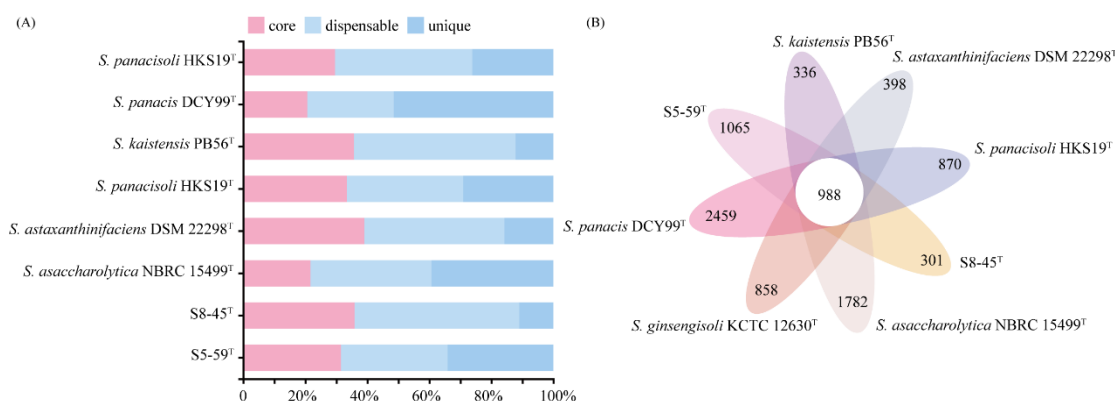 (A)
core dispensable unique
S. panacisoli HKS19ᵀ
S. panacis DCY99ᵀ
S. kaistensis PB56ᵀ
S. panacisoli HKS19ᵀ
S. astaxanthinifaciens DSM 22298ᵀ
S. asaccharolytica NBRC 15499ᵀ
S8-45ᵀ
S5-59ᵀ
0 20% 40% 60% 80% 100%
(B)
S. kaistensis PB56ᵀ
336
S. astaxanthinifaciens DSM 22298ᵀ
398
S5-59ᵀ
1065
S. panacisoli HKS19ᵀ
870
988
S. panacis DCY99ᵀ
2459
301
S8-45ᵀ
858
1782
S. ginsengisoli KCTC 12630ᵀ
S. asaccharolytica NBRC 15499ᵀ